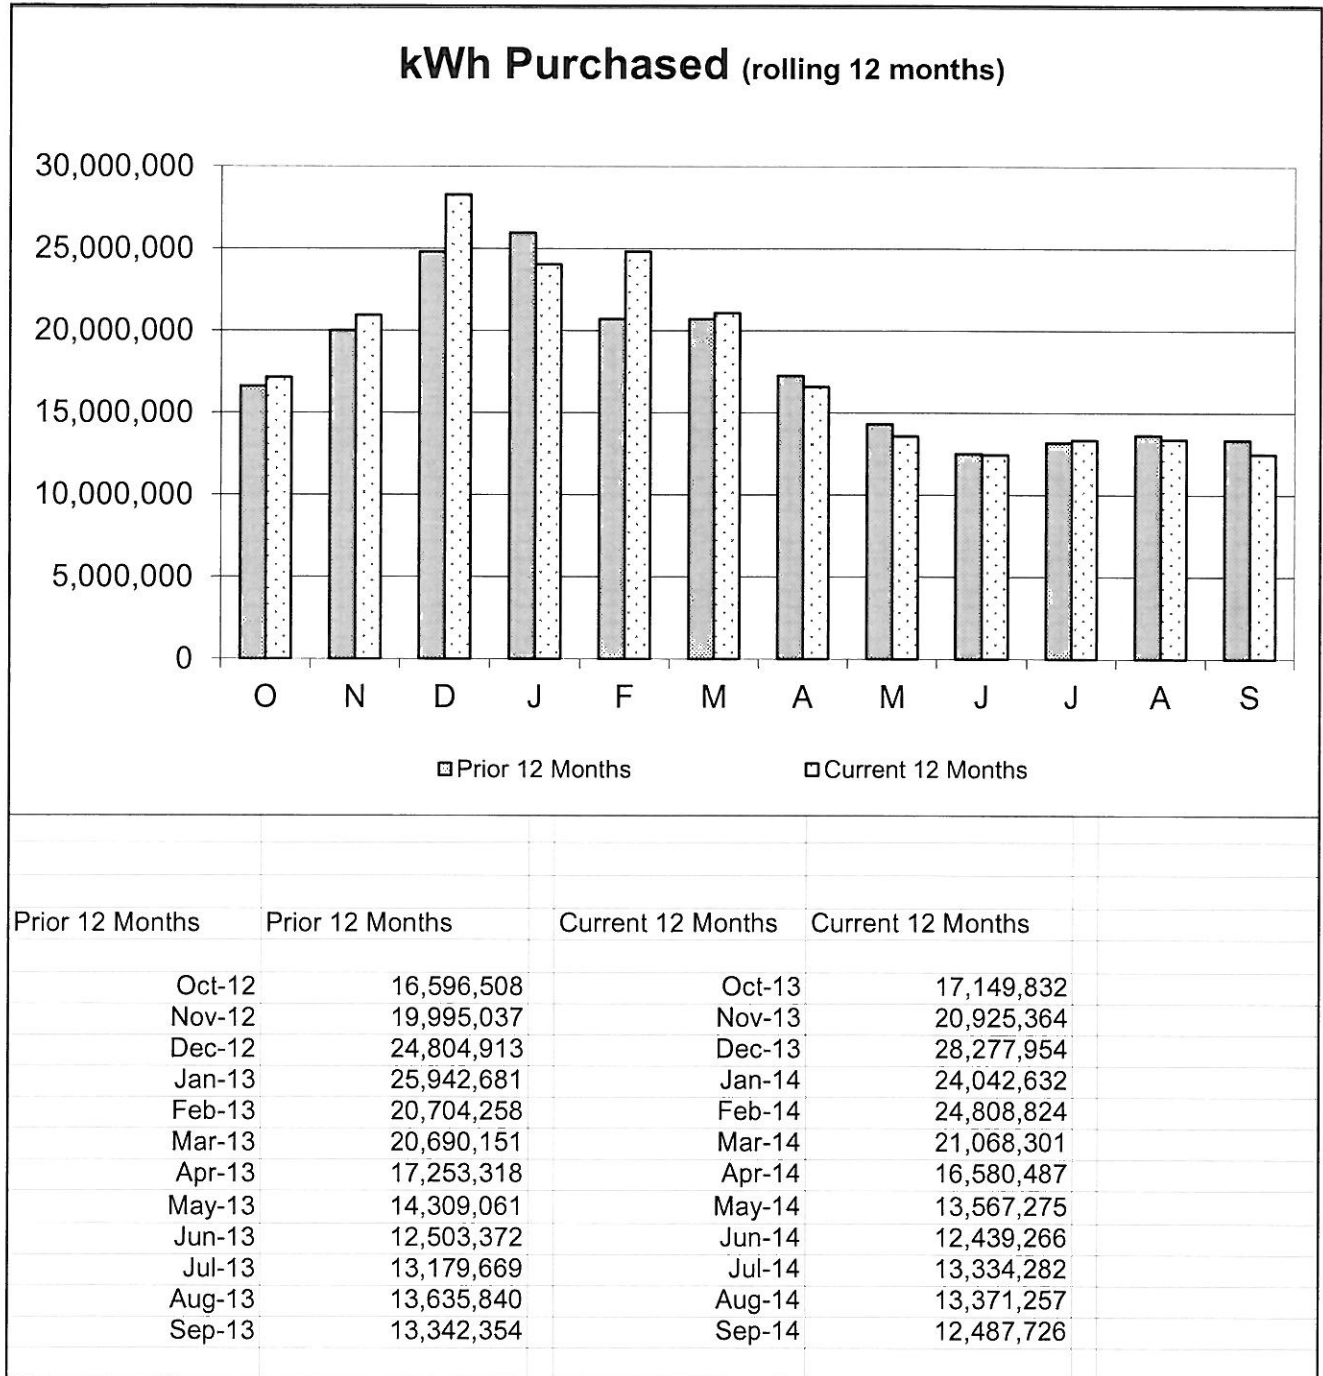 kWh Purchased (rolling 12 months)
30,000,000
25,000,000
20,000,000
15,000,000
10,000,000
5,000,000
0
O N D J F M A M J J A S
Prior 12 Months Current 12 Months
Prior 12 Months Prior 12 Months Current 12 Months Current 12 Months
Oct-12 16,596,508 Oct-13 17,149,832
Nov-12 19,995,037 Nov-13 20,925,364
Dec-12 24,804,913 Dec-13 28,277,954
Jan-13 25,942,681 Jan-14 24,042,632
Feb-13 20,704,258 Feb-14 24,808,824
Mar-13 20,690,151 Mar-14 21,068,301
Apr-13 17,253,318 Apr-14 16,580,487
May-13 14,309,061 May-14 13,567,275
Jun-13 12,503,372 Jun-14 12,439,266
Jul-13 13,179,669 Jul-14 13,334,282
Aug-13 13,635,840 Aug-14 13,371,257
Sep-13 13,342,354 Sep-14 12,487,726